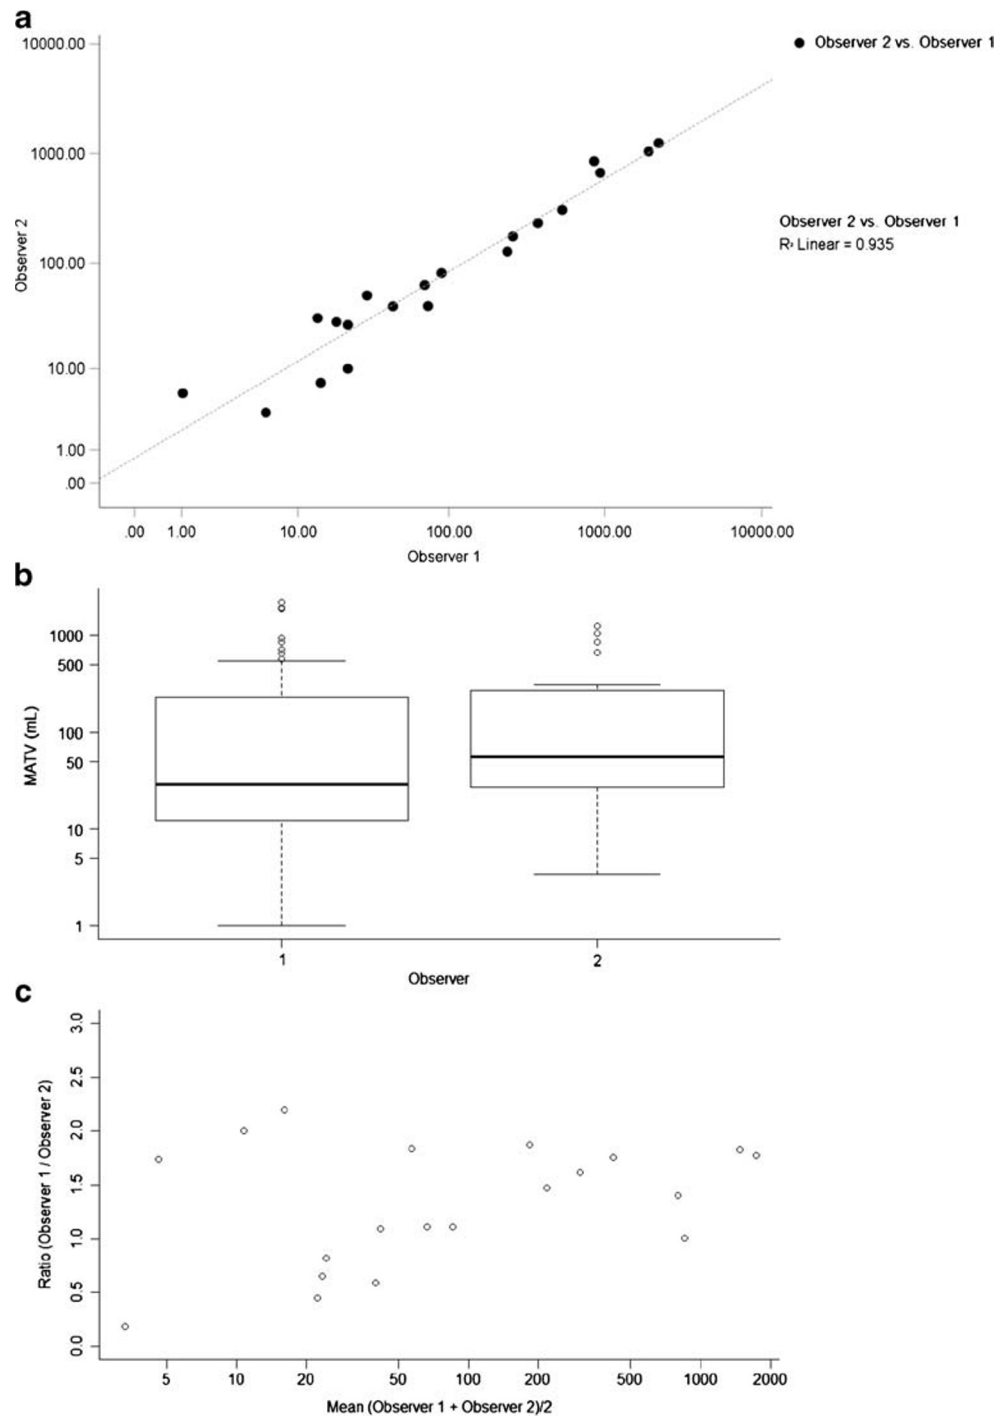 a
10000.00
1000.00
100.00
10.00
1.00
.00
Observer 2
.00 1.00 10.00 100.00 1000.00 10000.00
Observer 1
Observer 2 vs. Observer 1
Observer 2 vs. Observer 1
R² Linear = 0.935
b
1000
500
100
50
10
5
1
MATV (mL)
1 2
Observer
c
3.0
2.5
2.0
1.5
1.0
0.5
0.0
Ratio (Observer 1 / Observer 2)
5 10 20 50 100 200 500 1000 2000
Mean (Observer 1 + Observer 2)/2